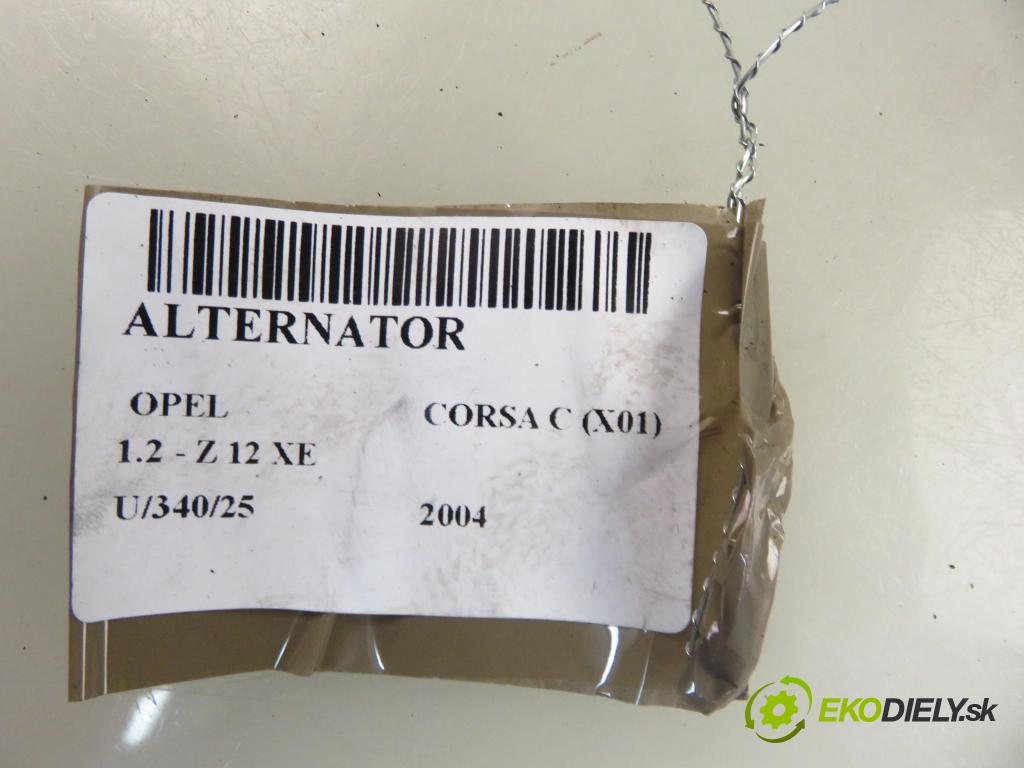 ALTERNATOR
OPEL CORSA C (X01)
1.2 - Z 12 XE
U/340/25 2004
EKODIELY.sk